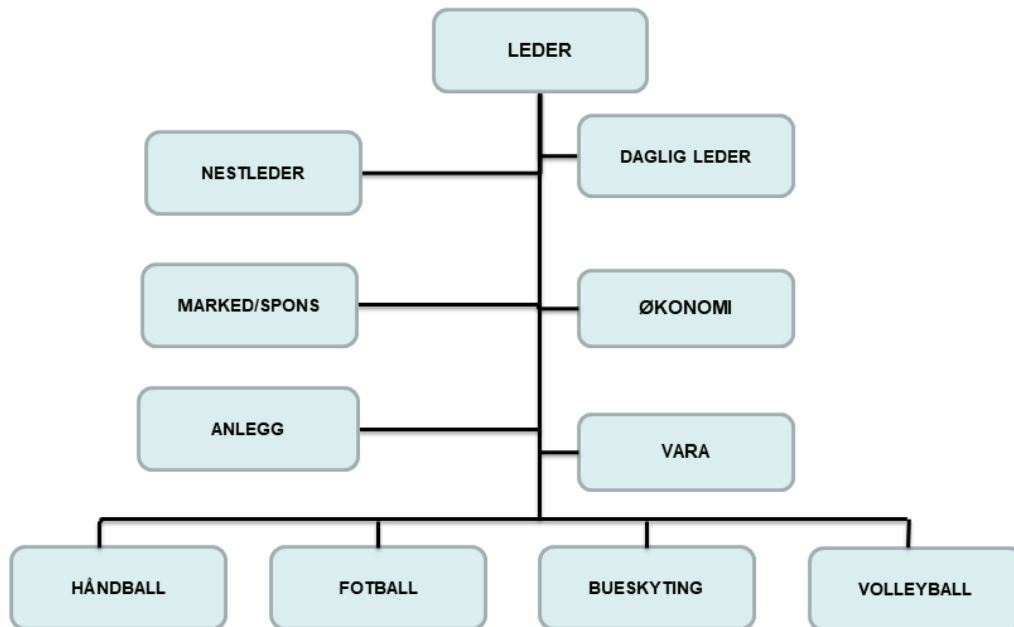 LEDER
NESTLEDER
DAGLIG LEDER
MARKED/SPONS
ØKONOMI
ANLEGG
VARA
HÅNDBALL
FOTBALL
BUESKYTING
VOLLEYBALL